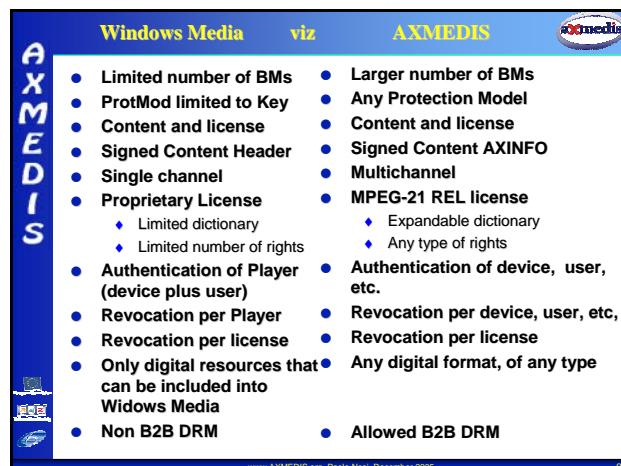 Windows Media viz AXMEDIS
axmedis
AXMEDIS
Limited number of BMs
ProtMod limited to Key
Content and license
Signed Content Header
Single channel
Proprietary License
Limited dictionary
Limited number of rights
Authentication of Player
(device plus user)
Revocation per Player
Revocation per license
Only digital resources that
can be included into
Widows Media
Non B2B DRM
Larger number of BMs
Any Protection Model
Content and license
Signed Content AXINFO
Multichannel
MPEG-21 REL license
Expandable dictionary
Any type of rights
Authentication of device, user,
etc.
Revocation per device, user, etc,
Revocation per license
Any digital format, of any type
Allowed B2B DRM